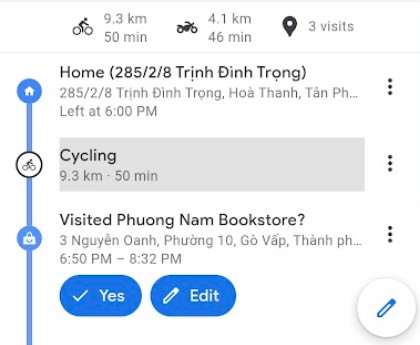 9.3 km
50 min
4.1 km
46 min
3 visits
Home (285/2/8 Trịnh Đình Trọng)
285/2/8 Trịnh Đình Trọng, Hoà Thanh, Tân Ph...
Left at 6:00 PM
Cycling
9.3 km · 50 min
Visited Phuong Nam Bookstore?
3 Nguyễn Oanh, Phường 10, Gò Vấp, Thành ph...
6:50 PM – 8:32 PM
Yes
Edit